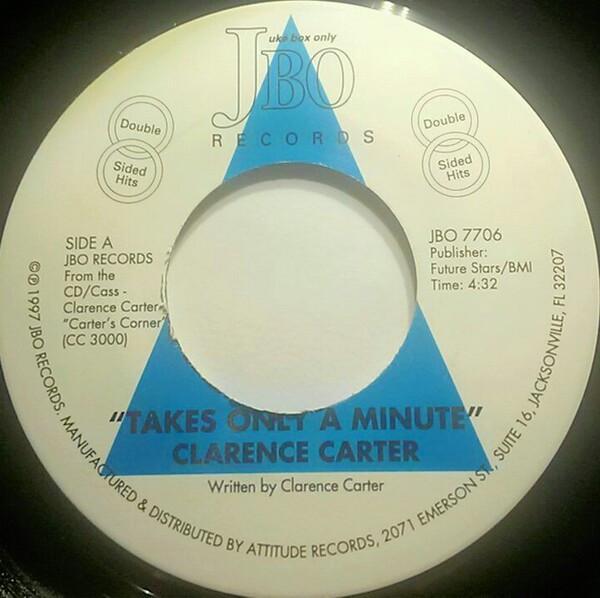 uke box only
JBO
RECORDS
Double
Sided
Hits
Double
Sided
Hits
SIDE A
JBO RECORDS
From the
CD/Cass -
Clarence Carter-
"Carter's Corner"
(CC 3000)
JBO 7706
Publisher:
Future Stars/BMI
Time: 4:32
"TAKES ONLY A MINUTE"
CLARENCE CARTER
Written by Clarence Carter
©℗ 1997 JBO RECORDS. MANUFACTURED & DISTRIBUTED BY ATTITUDE RECORDS, 2071 EMERSON ST., SUITE 16, JACKSONVILLE, FL 32207